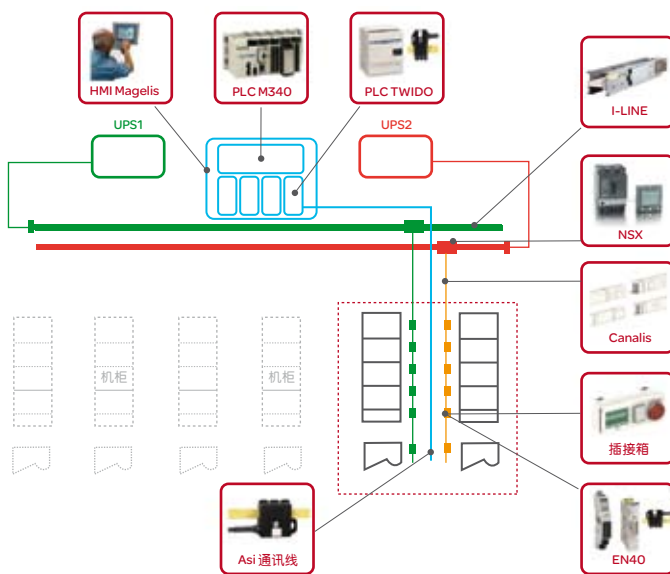 HMI Magelis
PLC M340
PLC TWIDO
I-LINE
UPS1
UPS2
NSX
Canalis
机柜
机柜
插接箱
Asi 通讯线
EN40